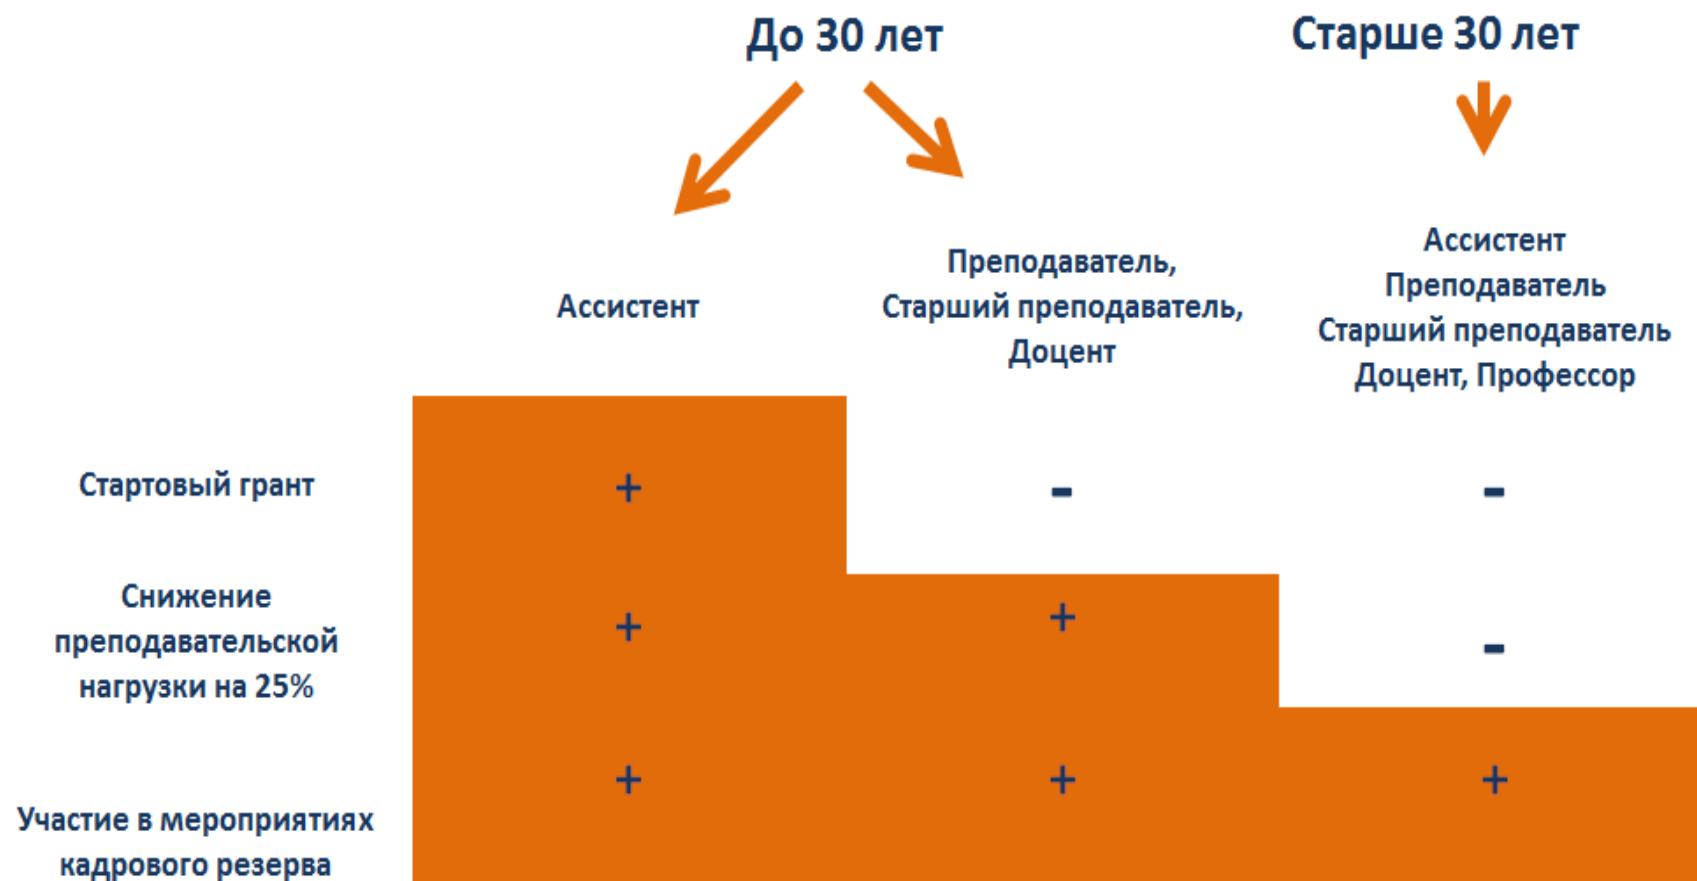 До 30 лет
Старше 30 лет
Ассистент
Преподаватель,
Старший преподаватель,
Доцент
Ассистент
Преподаватель
Старший преподаватель
Доцент, Профессор
Стартовый грант
+ - -
Снижение
преподавательской
нагрузки на 25%
+ + -
Участие в мероприятиях
кадрового резерва
+ + +